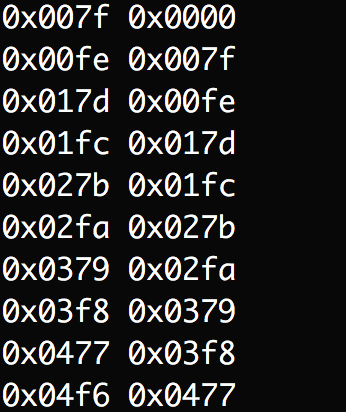 0x007f 0x0000
0x00fe 0x007f
0x017d 0x00fe
0x01fc 0x017d
0x027b 0x01fc
0x02fa 0x027b
0x0379 0x02fa
0x03f8 0x0379
0x0477 0x03f8
0x04f6 0x0477